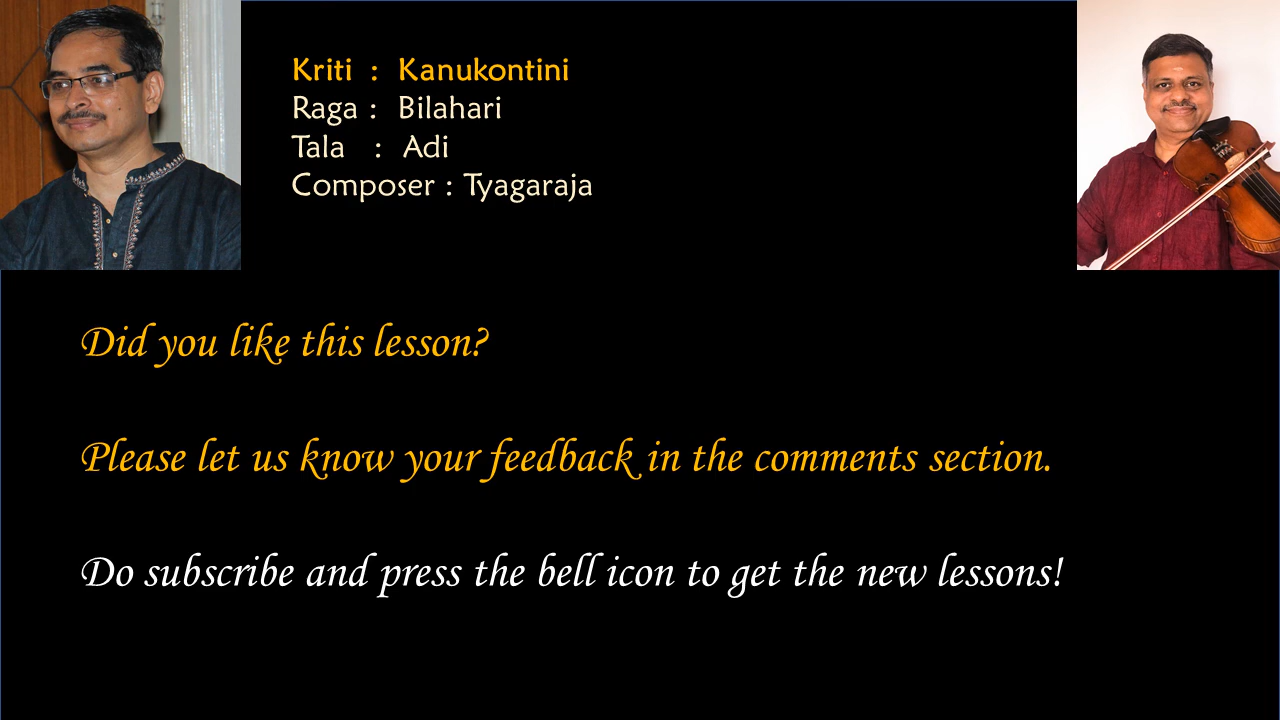 Kriti : Kanukontini
Raga : Bilahari
Tala : Adi
Composer : Tyagaraja
Did you like this lesson?
Please let us know your feedback in the comments section.
Do subscribe and press the bell icon to get the new lessons!